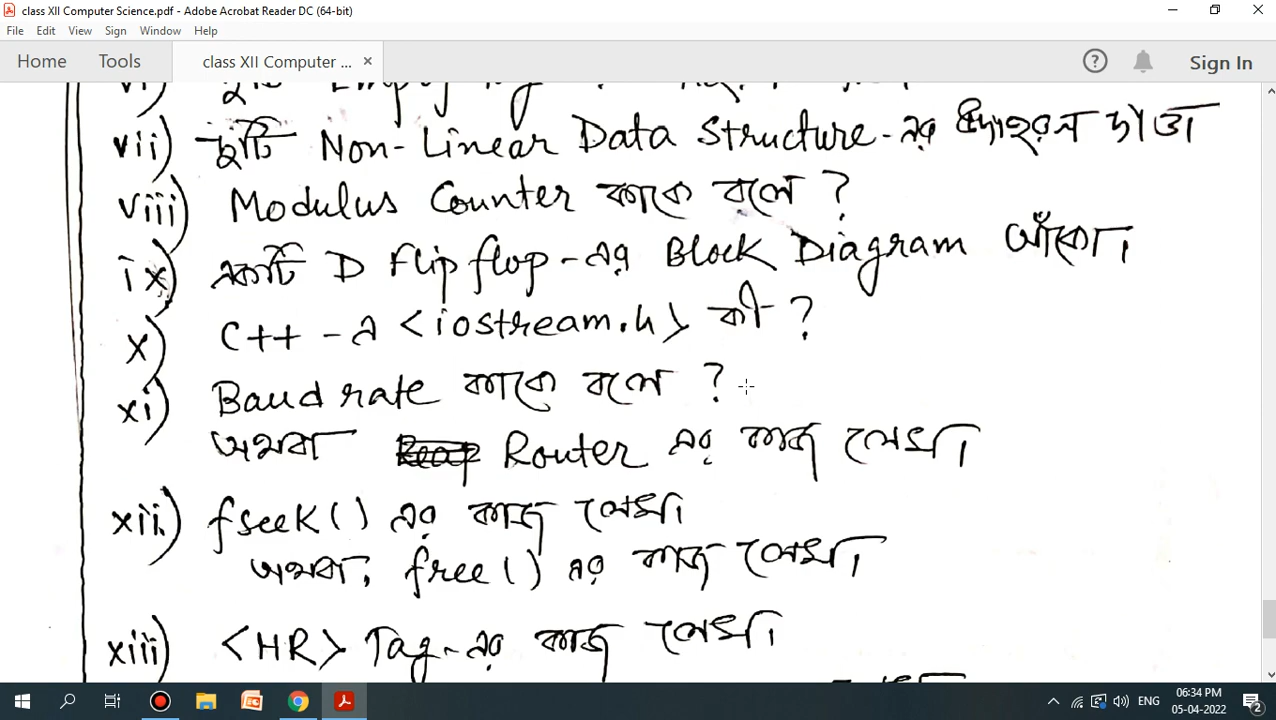 class XII Computer Science.pdf - Adobe Acrobat Reader DC (64-bit)
File Edit View Sign Window Help
Home Tools class XII Computer ... × Sign In
vii) দুটি Non-Linear Data Structure-এর উদাহরন দাও
viii) Modulus Counter কাকে বলে ?
ix) একটি D flip flop-এর Block Diagram আঁকো।
x) C++ - এ <iostream.h> কী ?
xi) Baud rate কাকে বলে ?
অথবা Router এর কাজ লেখো।
xii) fseek() এর কাজ লেখো।
অথবা, free() এর কাজ লেখো।
xiii) <HR> Tag-এর কাজ লেখো।
ENG
06:34 PM
05-04-2022
2